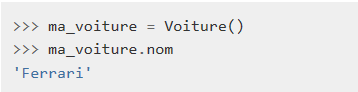 >>> ma_voiture = Voiture()
>>> ma_voiture.nom
'Ferrari'